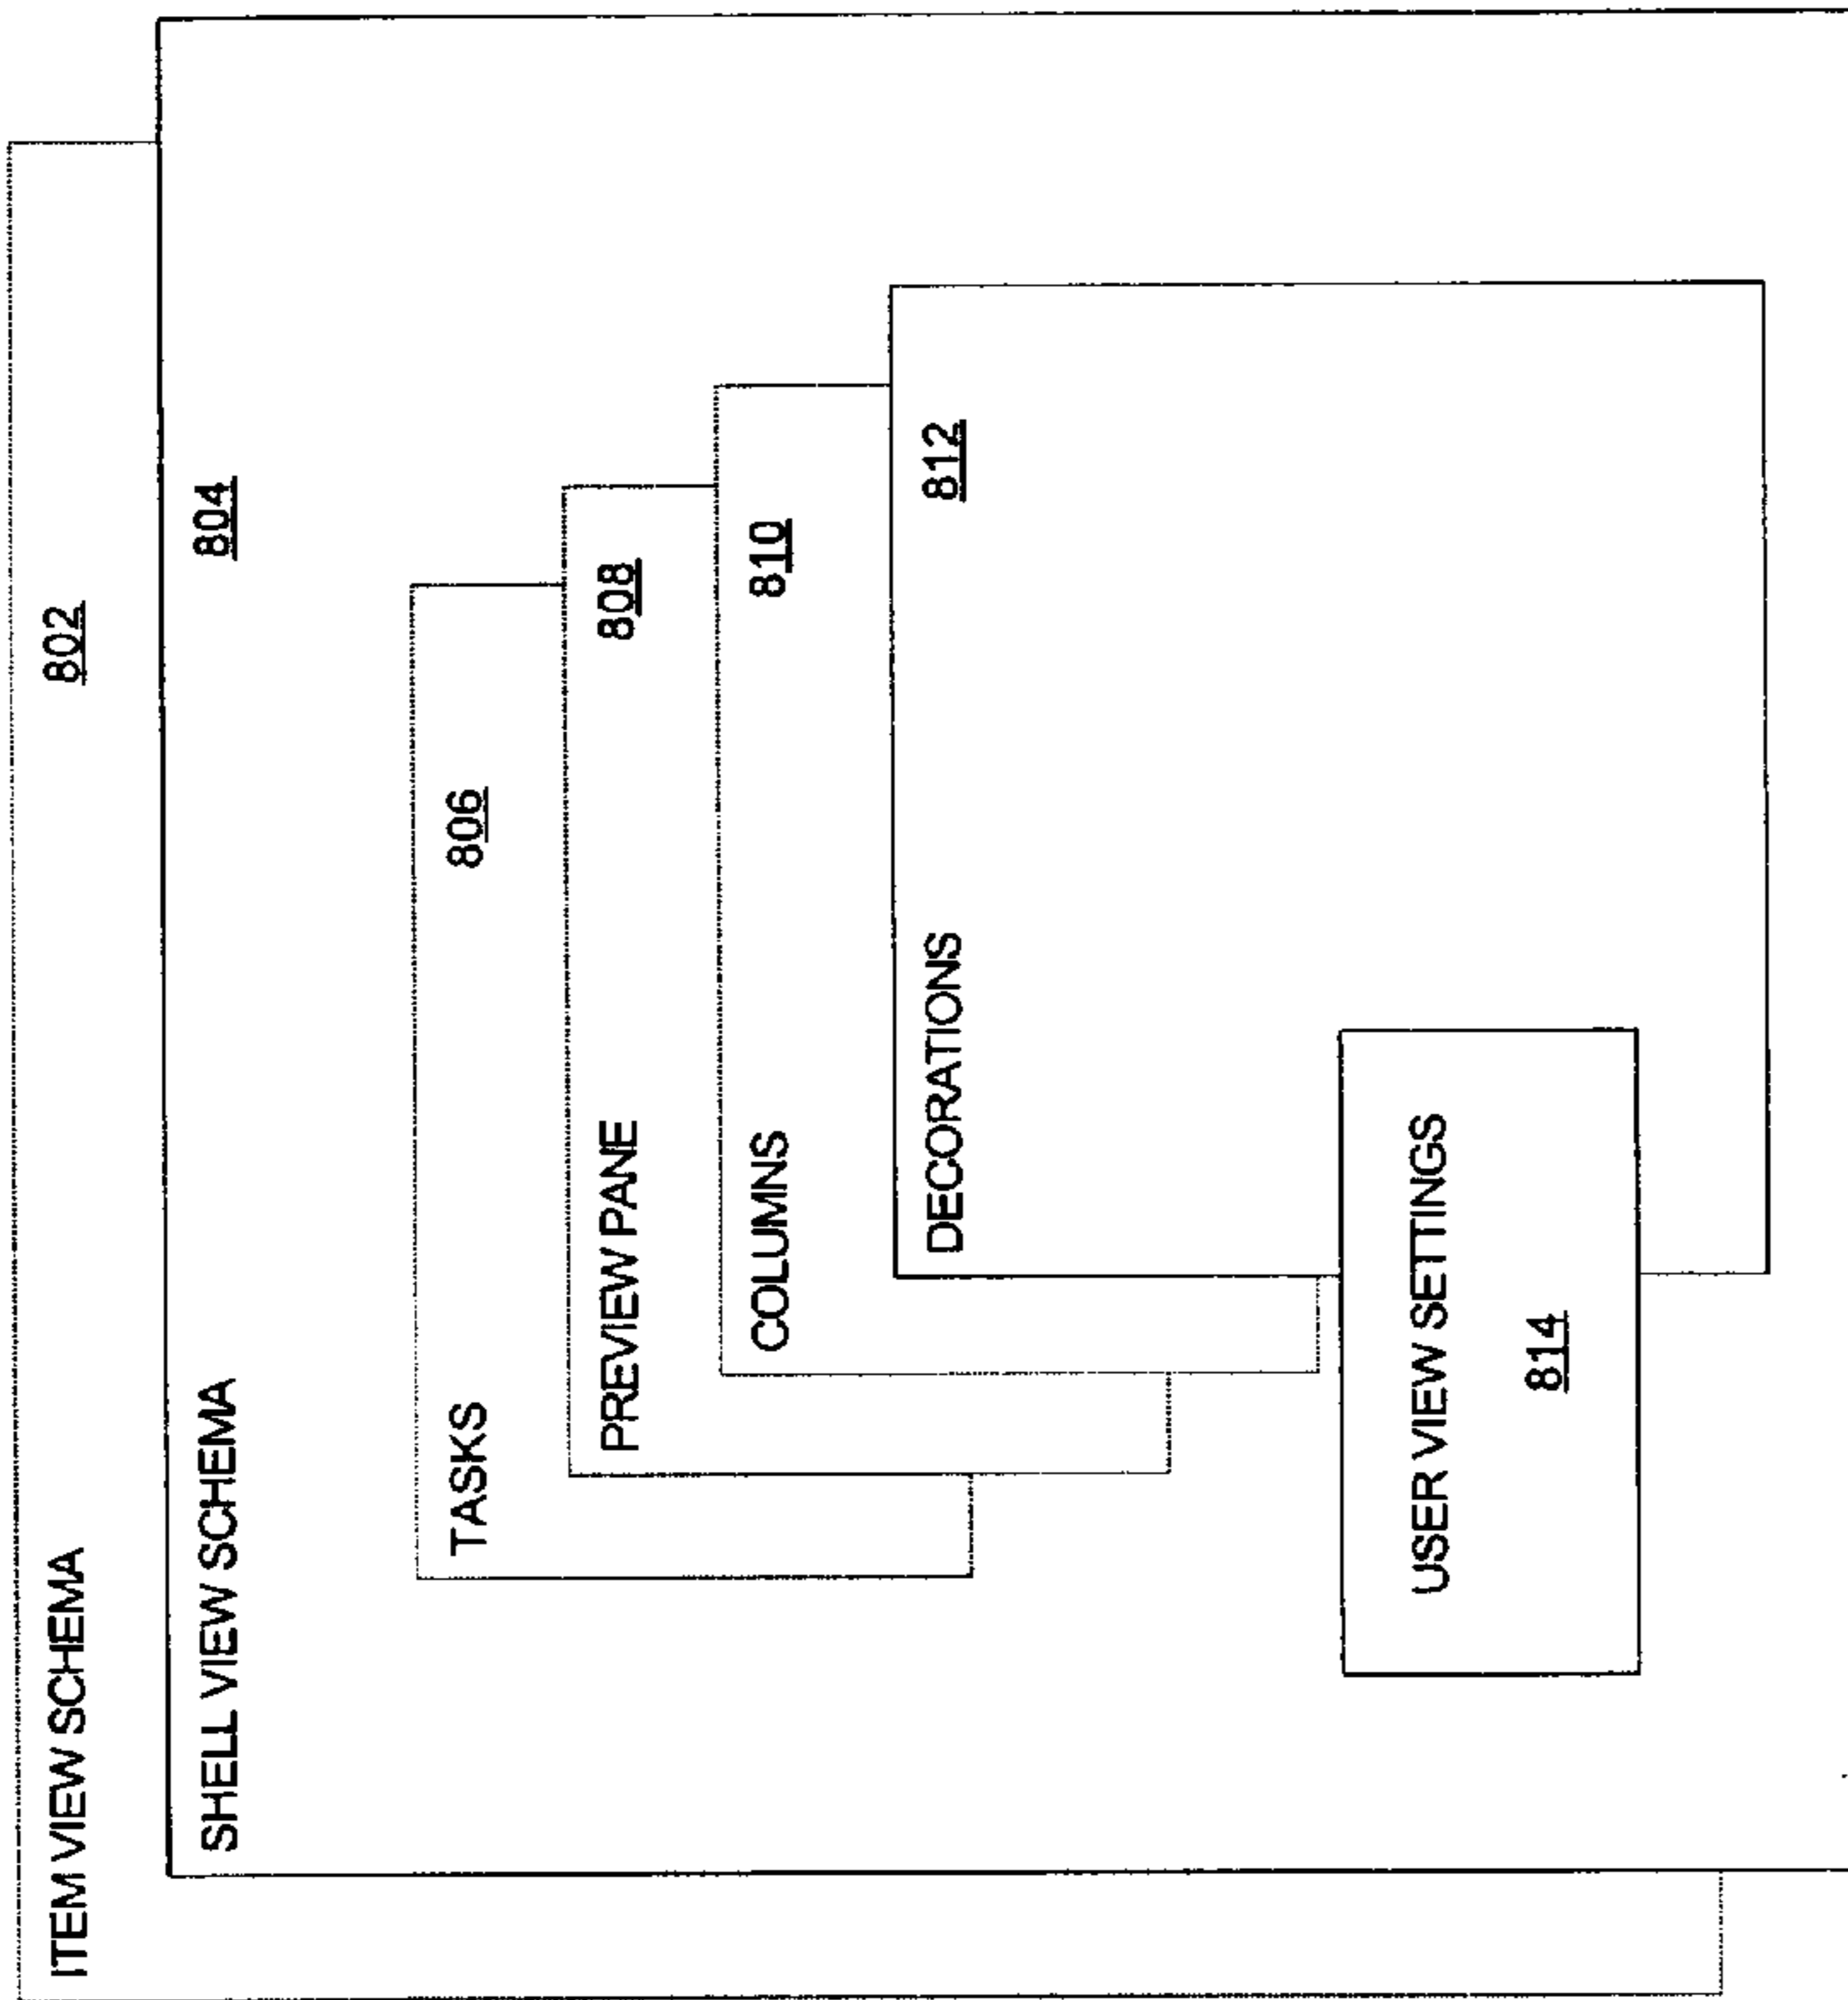 ITEM VIEW SCHEMA 802
SHELL VIEW SCHEMA 804
TASKS 806
PREVIEW PANE 808
COLUMNS 810
DECORATIONS 812
USER VIEW SETTINGS
814